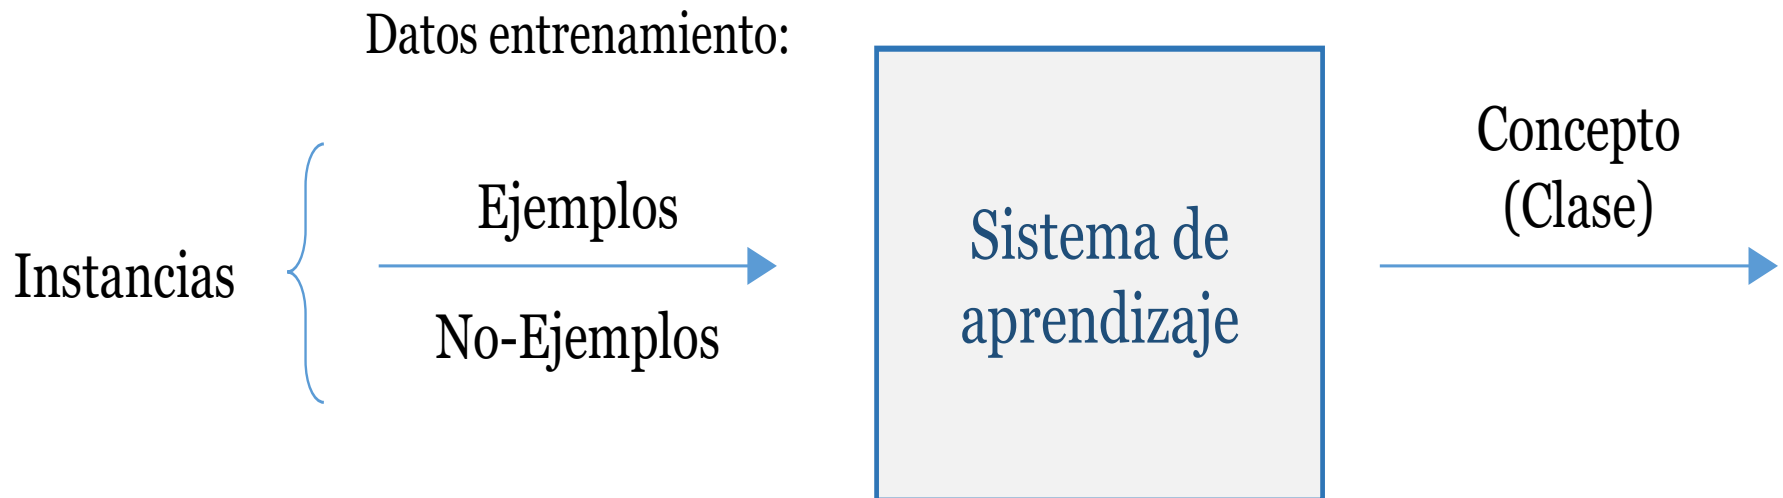 Datos entrenamiento:
Instancias
Ejemplos
No-Ejemplos
Sistema de
aprendizaje
Concepto
(Clase)